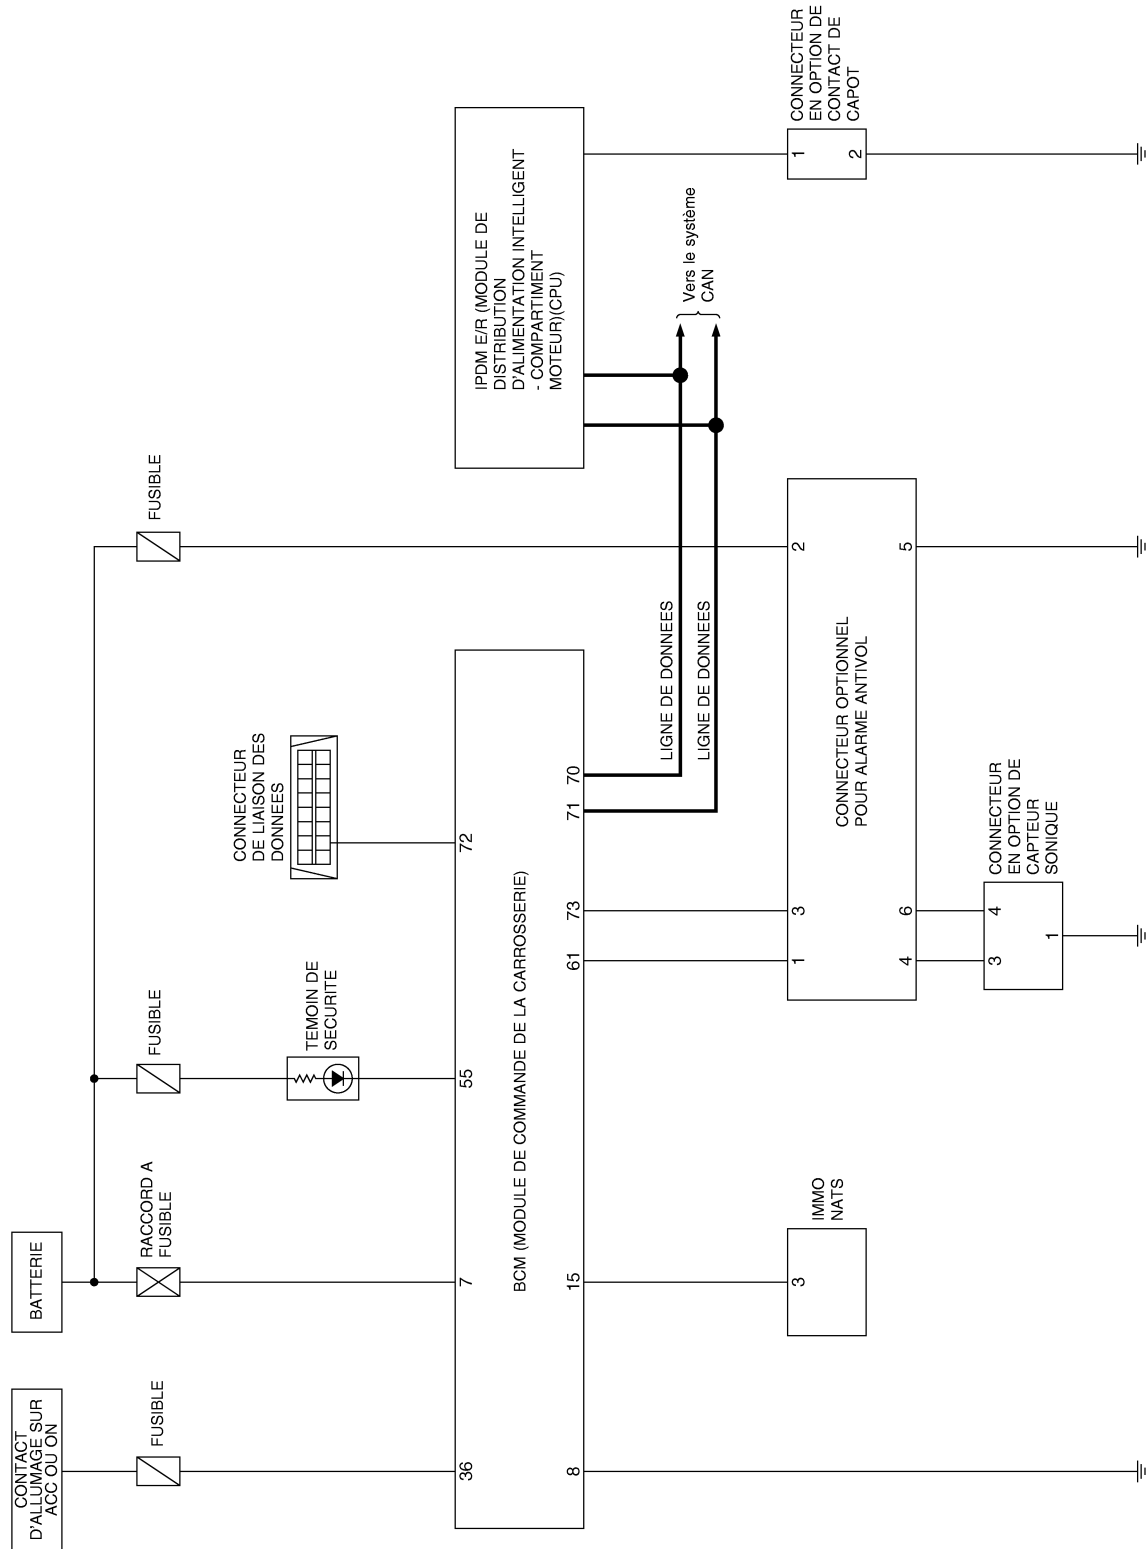 CONTACT
D'ALLUMAGE SUR
ACC OU ON
BATTERIE
FUSIBLE
RACCORD A
FUSIBLE
FUSIBLE
FUSIBLE
TEMOIN DE
SECURITE
CONNECTEUR
DE LIAISON DES
DONNEES
36
7
55
72
BCM (MODULE DE COMMANDE DE LA CARROSSERIE)
8
15
61
73
71
70
IPDM E/R (MODULE DE
DISTRIBUTION
D'ALIMENTATION INTELLIGENT
- COMPARTIMENT
MOTEUR)(CPU)
LIGNE DE DONNEES
LIGNE DE DONNEES
Vers le système
CAN
IMMO
NATS
3
1
3
2
CONNECTEUR OPTIONNEL
POUR ALARME ANTIVOL
4
6
5
CONNECTEUR
EN OPTION DE
CONTACT DE
CAPOT
1
2
CONNECTEUR
EN OPTION DE
CAPTEUR
SONIQUE
3
4
1